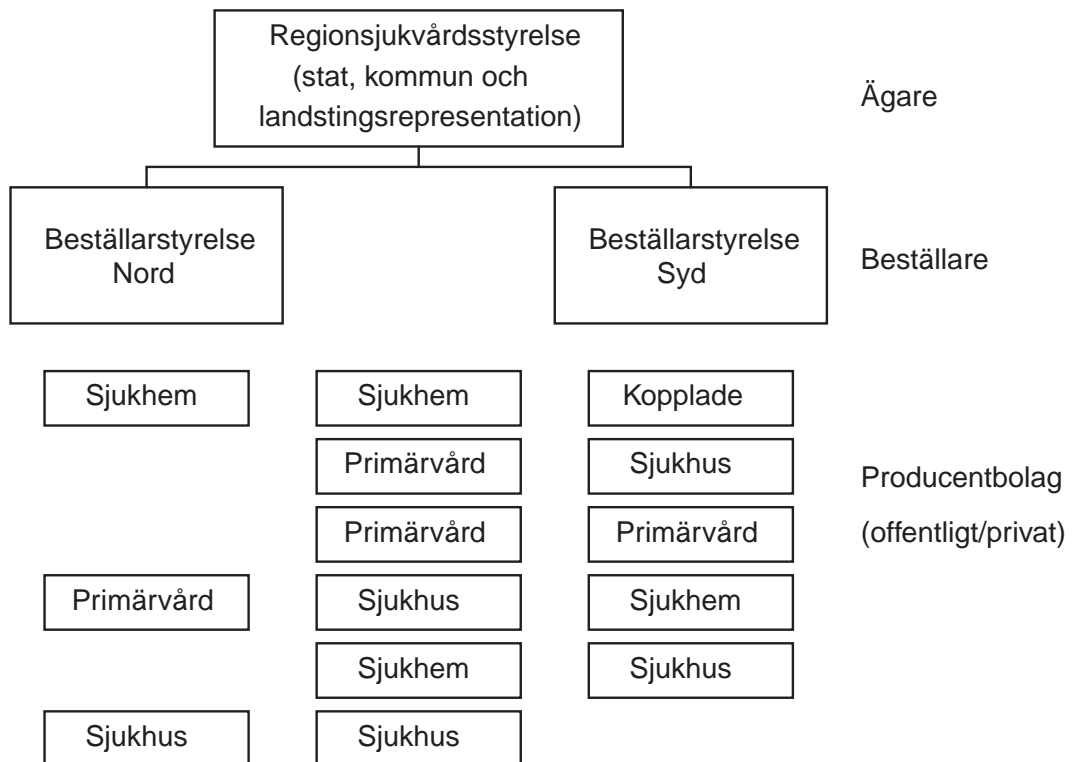 Regionsjukvårdsstyrelse
(stat, kommun och
landstingsrepresentation)
Ägare
Beställarstyrelse
Nord
Beställarstyrelse
Syd
Beställare
Sjukhem
Sjukhem
Kopplade
Primärvård
Sjukhus
Producentbolag
(offentligt/privat)
Primärvård
Primärvård
Primärvård
Sjukhus
Sjukhem
Sjukhem
Sjukhus
Sjukhus
Sjukhus